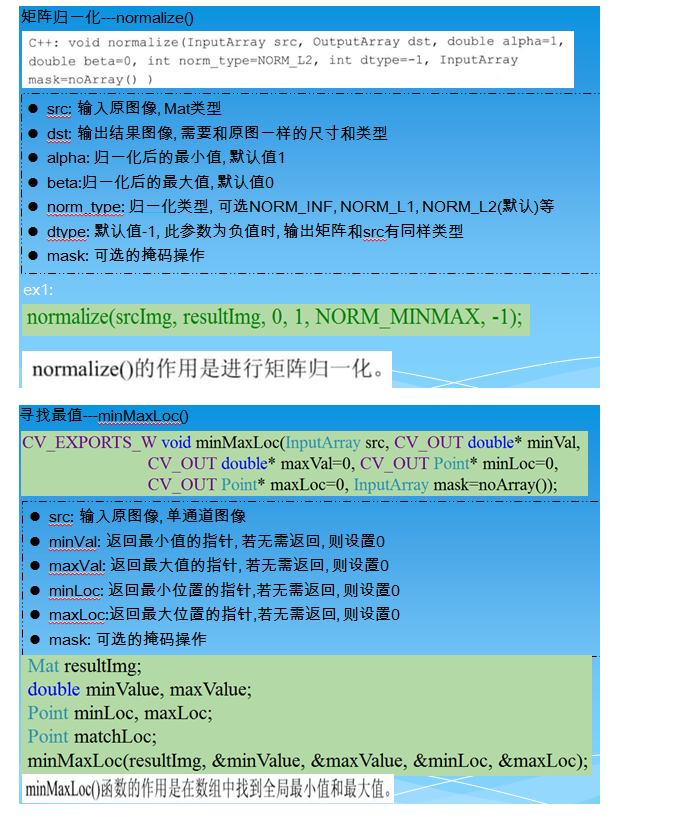 矩阵归一化---normalize()
C++: void normalize(InputArray src, OutputArray dst, double alpha=1,
double beta=0, int norm_type=NORM_L2, int dtype=-1, InputArray
mask=noArray() )
● src: 输入原图像, Mat类型
● dst: 输出结果图像, 需要和原图一样的尺寸和类型
● alpha: 归一化后的最小值, 默认值1
● beta:归一化后的最大值, 默认值0
● norm_type: 归一化类型, 可选NORM_INF, NORM_L1, NORM_L2(默认)等
● dtype: 默认值-1, 此参数为负值时, 输出矩阵和src有同样类型
● mask: 可选的掩码操作
ex1:
normalize(srcImg, resultImg, 0, 1, NORM_MINMAX, -1);
normalize()的作用是进行矩阵归一化。
寻找最值---minMaxLoc()
CV_EXPORTS_W void minMaxLoc(InputArray src, CV_OUT double* minVal,
CV_OUT double* maxVal=0, CV_OUT Point* minLoc=0,
CV_OUT Point* maxLoc=0, InputArray mask=noArray());
● src: 输入原图像, 单通道图像
● minVal: 返回最小值的指针, 若无需返回, 则设置0
● maxVal: 返回最大值的指针, 若无需返回, 则设置0
● minLoc: 返回最小位置的指针,若无需返回, 则设置0
● maxLoc:返回最大位置的指针,若无需返回, 则设置0
● mask: 可选的掩码操作
Mat resultImg;
double minValue, maxValue;
Point minLoc, maxLoc;
Point matchLoc;
minMaxLoc(resultImg, &minValue, &maxValue, &minLoc, &maxLoc);
minMaxLoc()函数的作用是在数组中找到全局最小值和最大值。